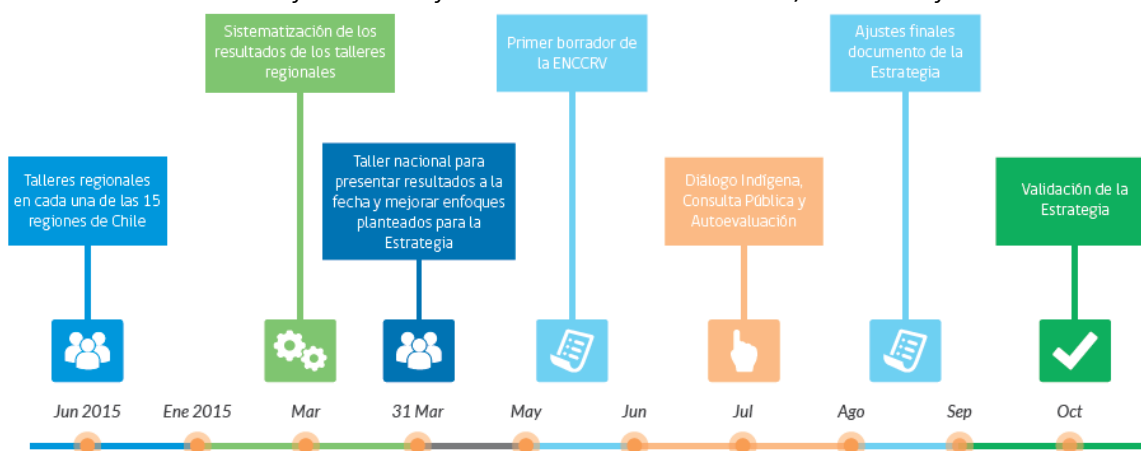 Sistematización de los
resultados de los talleres
regionales
Primer borrador de
la ENCCRV
Ajustes finales
documento de la
Estrategia
Talleres regionales
en cada una de las 15
regiones de Chile
Taller nacional para
presentar resultados a la
fecha y mejorar enfoques
planteados para la
Estrategia
Diálogo Indígena,
Consulta Pública y
Autoevaluación
Validación de la
Estrategia
Jun 2015 Ene 2015 Mar 31 Mar May Jun Jul Ago Sep Oct